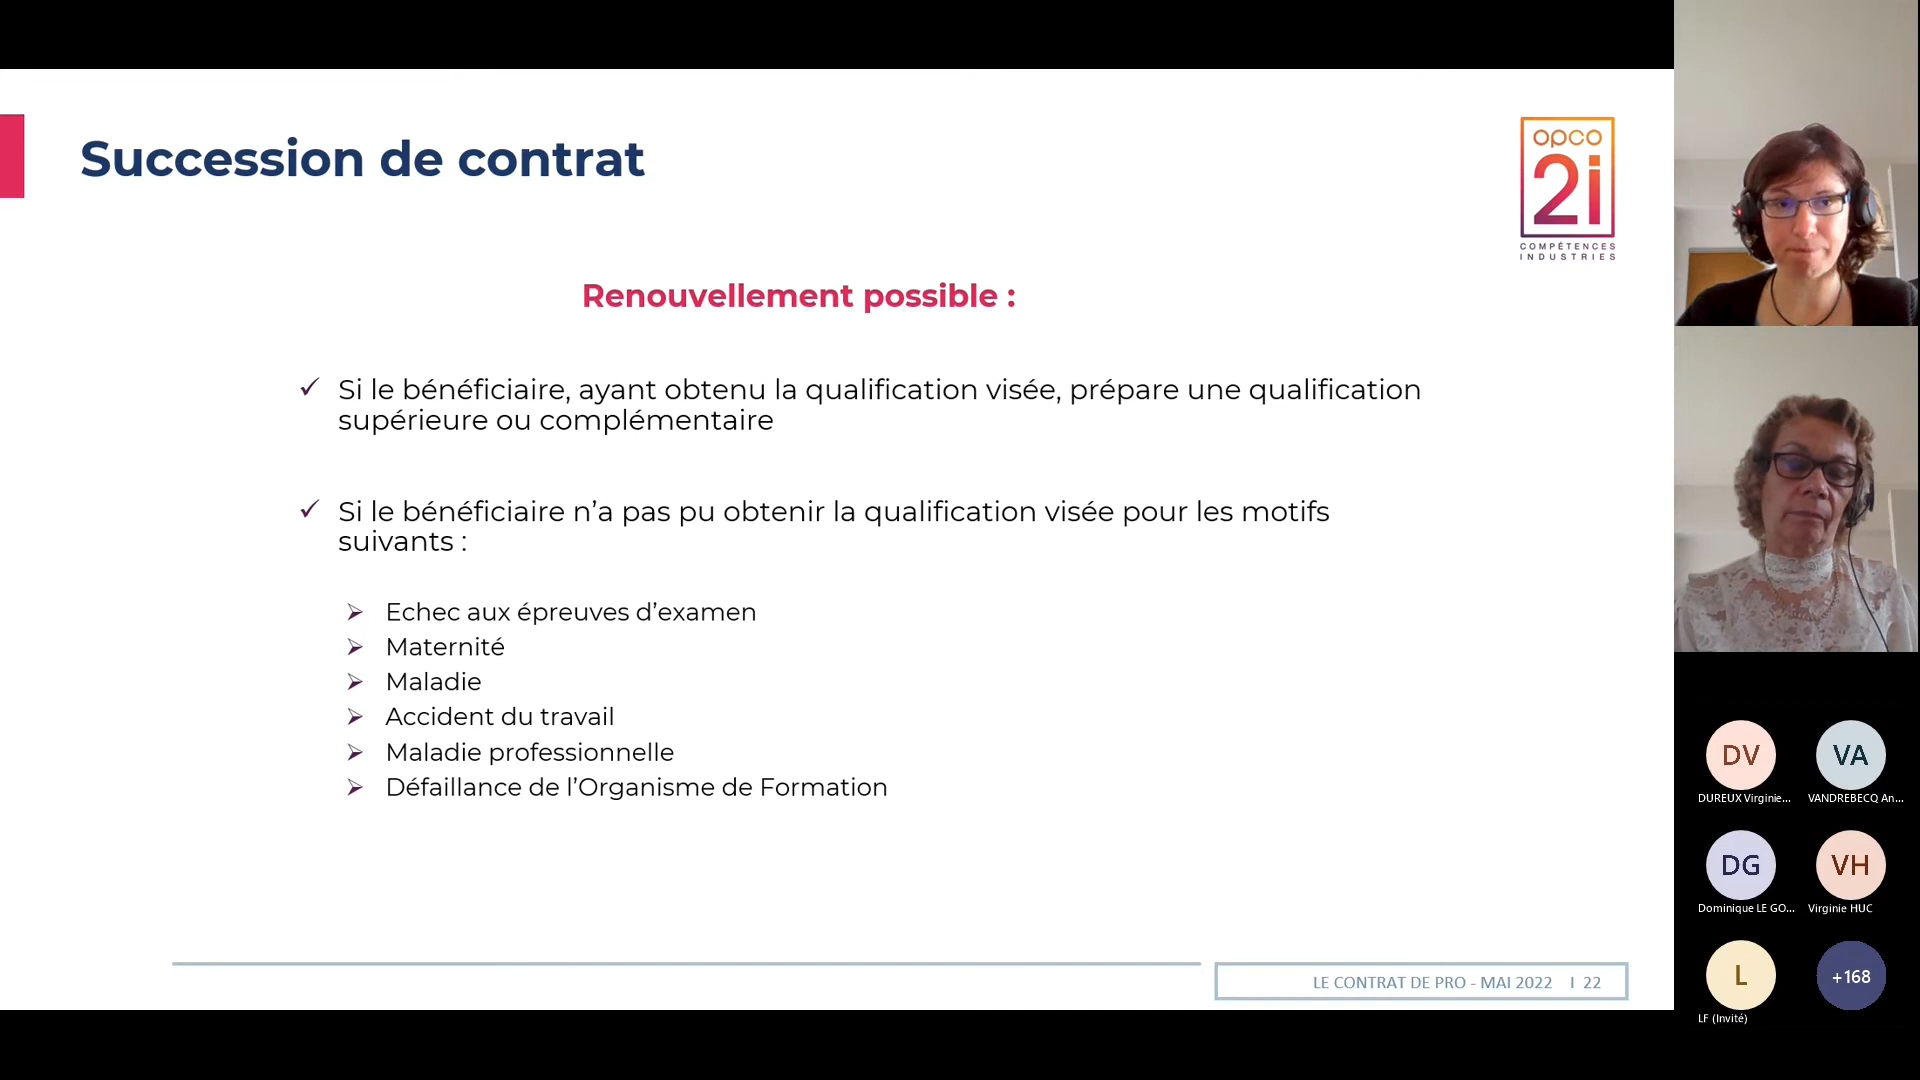 Succession de contrat
opco
2i
COMPÉTENCES
INDUSTRIES
Renouvellement possible :
✓ Si le bénéficiaire, ayant obtenu la qualification visée, prépare une qualification
supérieure ou complémentaire
✓ Si le bénéficiaire n’a pas pu obtenir la qualification visée pour les motifs
suivants :
➢ Echec aux épreuves d’examen
➢ Maternité
➢ Maladie
➢ Accident du travail
➢ Maladie professionnelle
➢ Défaillance de l’Organisme de Formation
LE CONTRAT DE PRO - MAI 2022 I 22
DV
DUREUX Virginie...
VA
VANDREBECQ An...
DG
Dominique LE GO...
VH
Virginie HUC
L
LF (Invité)
+168